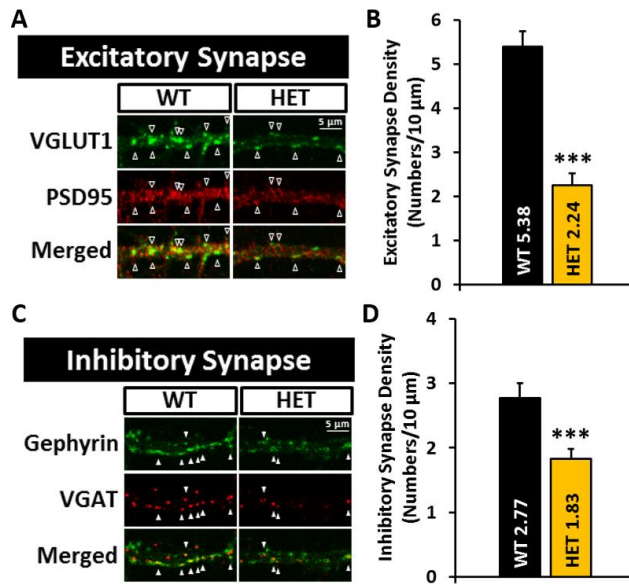 A
Excitatory Synapse
WT HET
5 µm
VGLUT1
PSD95
Merged
B
Excitatory Synapse Density
(Numbers/10 µm)
6
5
4
3
2
1
0
WT 5.38
***
HET 2.24
C
Inhibitory Synapse
WT HET
5 µm
Gephyrin
VGAT
Merged
D
Inhibitory Synapse Density
(Numbers/10 µm)
4
3
2
1
0
WT 2.77
***
HET 1.83